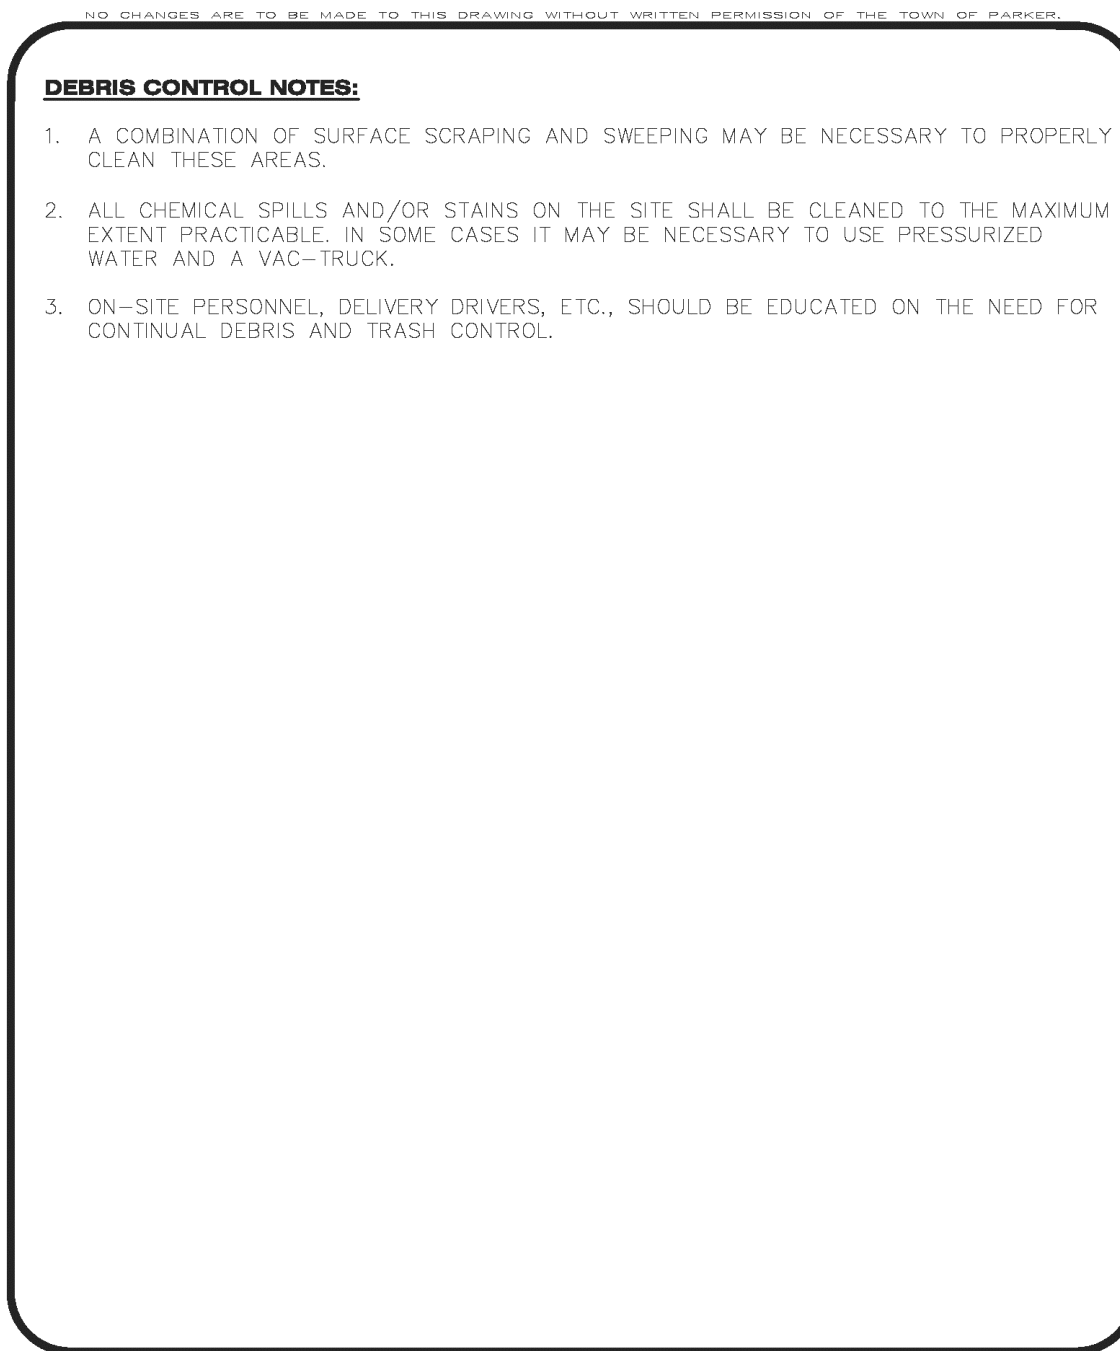 NO CHANGES ARE TO BE MADE TO THIS DRAWING WITHOUT WRITTEN PERMISSION OF THE TOWN OF PARKER.
DEBRIS CONTROL NOTES:
1. A COMBINATION OF SURFACE SCRAPING AND SWEEPING MAY BE NECESSARY TO PROPERLY
CLEAN THESE AREAS.
2. ALL CHEMICAL SPILLS AND/OR STAINS ON THE SITE SHALL BE CLEANED TO THE MAXIMUM
EXTENT PRACTICABLE. IN SOME CASES IT MAY BE NECESSARY TO USE PRESSURIZED
WATER AND A VAC-TRUCK.
3. ON-SITE PERSONNEL, DELIVERY DRIVERS, ETC., SHOULD BE EDUCATED ON THE NEED FOR
CONTINUAL DEBRIS AND TRASH CONTROL.